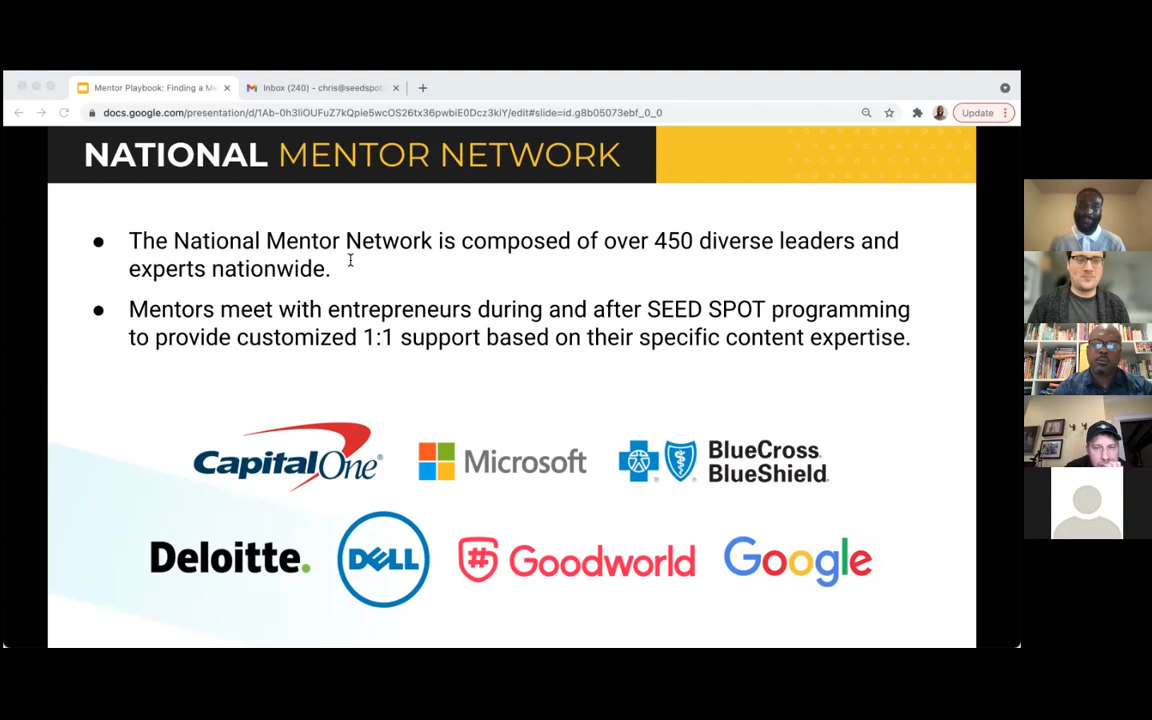 Mentor Playbook: Finding a Me
Inbox (240) - chris@seedspot.
docs.google.com/presentation/d/1Ab-0h3liOUFuZ7kQpie5wcOS26tx36pwbiE0Dcz3kiY/edit#slide=id.g8b05073ebf_0_0
Update
NATIONAL MENTOR NETWORK
● The National Mentor Network is composed of over 450 diverse leaders and
experts nationwide.
● Mentors meet with entrepreneurs during and after SEED SPOT programming
to provide customized 1:1 support based on their specific content expertise.
CapitalOne®
Microsoft
BlueCross
BlueShield
Deloitte.
DELL
# Goodworld
Google